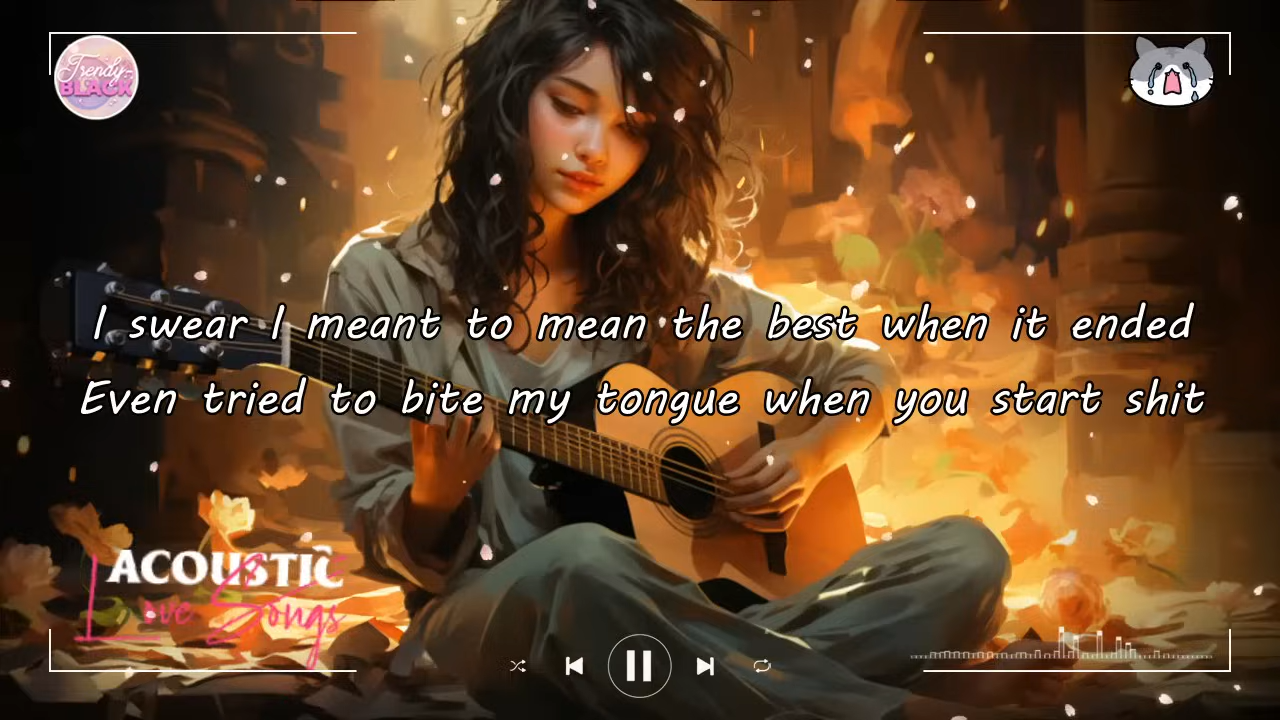 Trendy
BLACK
I swear I meant to mean the best when it ended
Even tried to bite my tongue when you start shit
ACOUSTIC
Love Songs